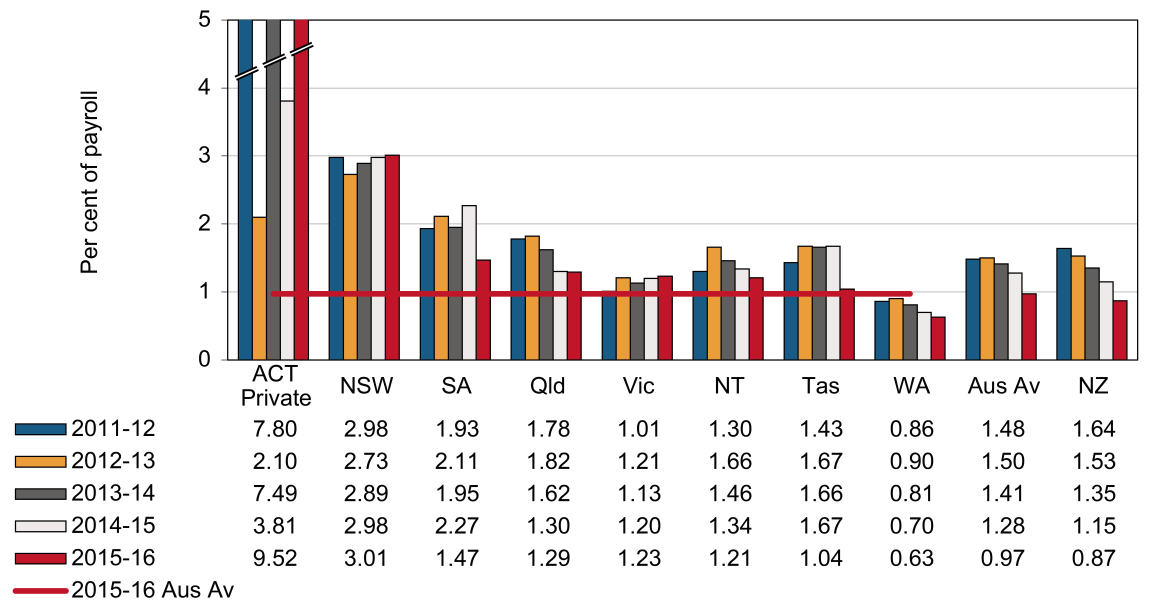 Per cent of payroll
5
4
3
2
1
0
ACT Private NSW SA Qld Vic NT Tas WA Aus Av NZ
2011-12 7.80 2.98 1.93 1.78 1.01 1.30 1.43 0.86 1.48 1.64
2012-13 2.10 2.73 2.11 1.82 1.21 1.66 1.67 0.90 1.50 1.53
2013-14 7.49 2.89 1.95 1.62 1.13 1.46 1.66 0.81 1.41 1.35
2014-15 3.81 2.98 2.27 1.30 1.20 1.34 1.67 0.70 1.28 1.15
2015-16 9.52 3.01 1.47 1.29 1.23 1.21 1.04 0.63 0.97 0.87
2015-16 Aus Av